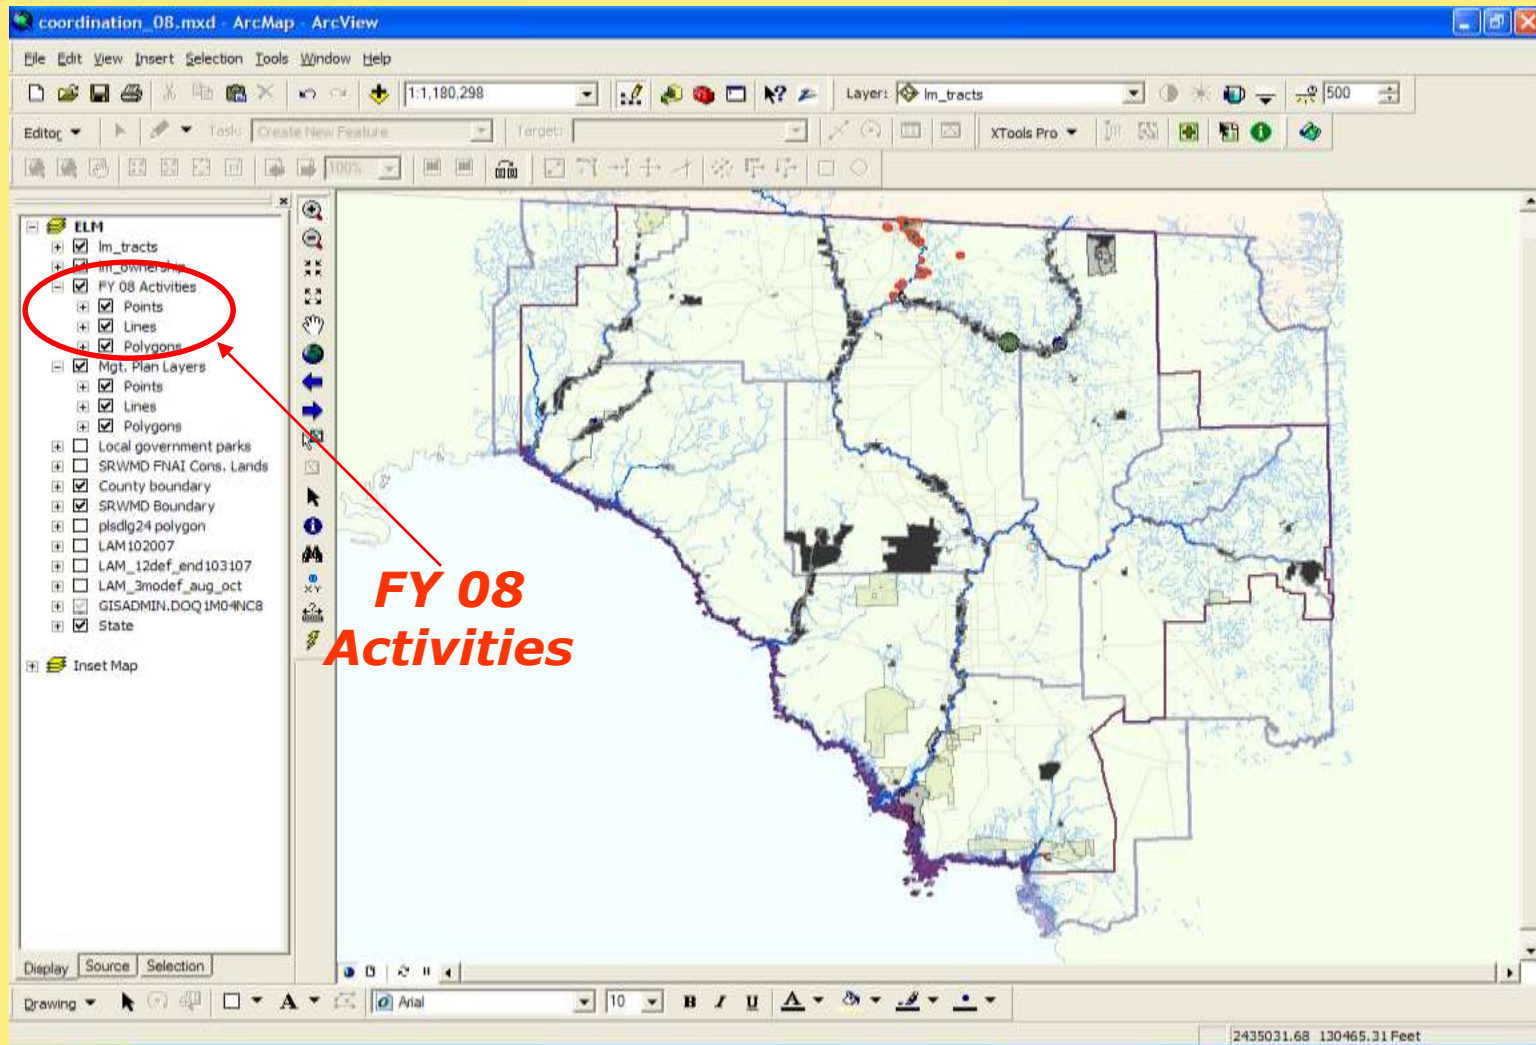 coordination_08.mxd - ArcMap - ArcView
File Edit View Insert Selection Tools Window Help
1:1,180,298
Layer: lm_tracts
500
Editor
Task: Create New Feature
Target:
XTools Pro
100%
ELM
lm_tracts
lm_ownership
FY 08 Activities
Points
Lines
Polygons
Mgt. Plan Layers
Points
Lines
Polygons
Local government parks
SRWMD FNAI Cons. Lands
County boundary
SRWMD Boundary
plsdlg24 polygon
LAM102007
LAM_12def_end103107
LAM_3modef_aug_oct
GISADMIN.DOQ1M04NC8
State
Inset Map
FY 08
Activities
Display Source Selection
Drawing
A
Arial
10
B I U A
2435031.68 130465.31 Feet